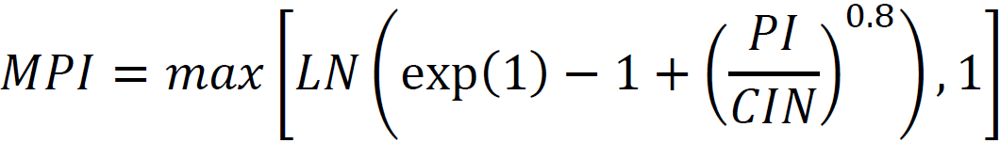 MPI = max [LN (exp(1) − 1 + (PI/CIN)^0.8), 1]